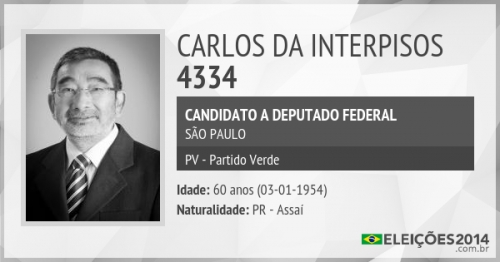 CARLOS DA INTERPISOS
4334
CANDIDATO A DEPUTADO FEDERAL
SÃO PAULO
PV - Partido Verde
Idade: 60 anos (03-01-1954)
Naturalidade: PR - Assaí
ELEIÇÕES2014
.com.br